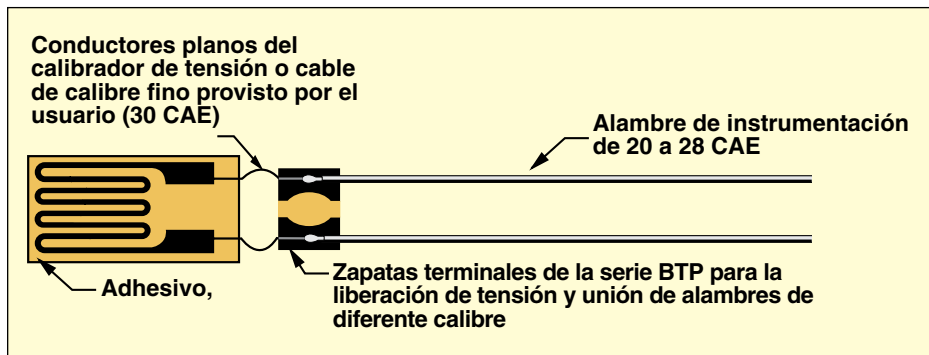 Conductores planos del
calibrador de tensión o cable
de calibre fino provisto por el
usuario (30 CAE)
Alambre de instrumentación
de 20 a 28 CAE
Adhesivo,
Zapatas terminales de la serie BTP para la
liberación de tensión y unión de alambres de
diferente calibre